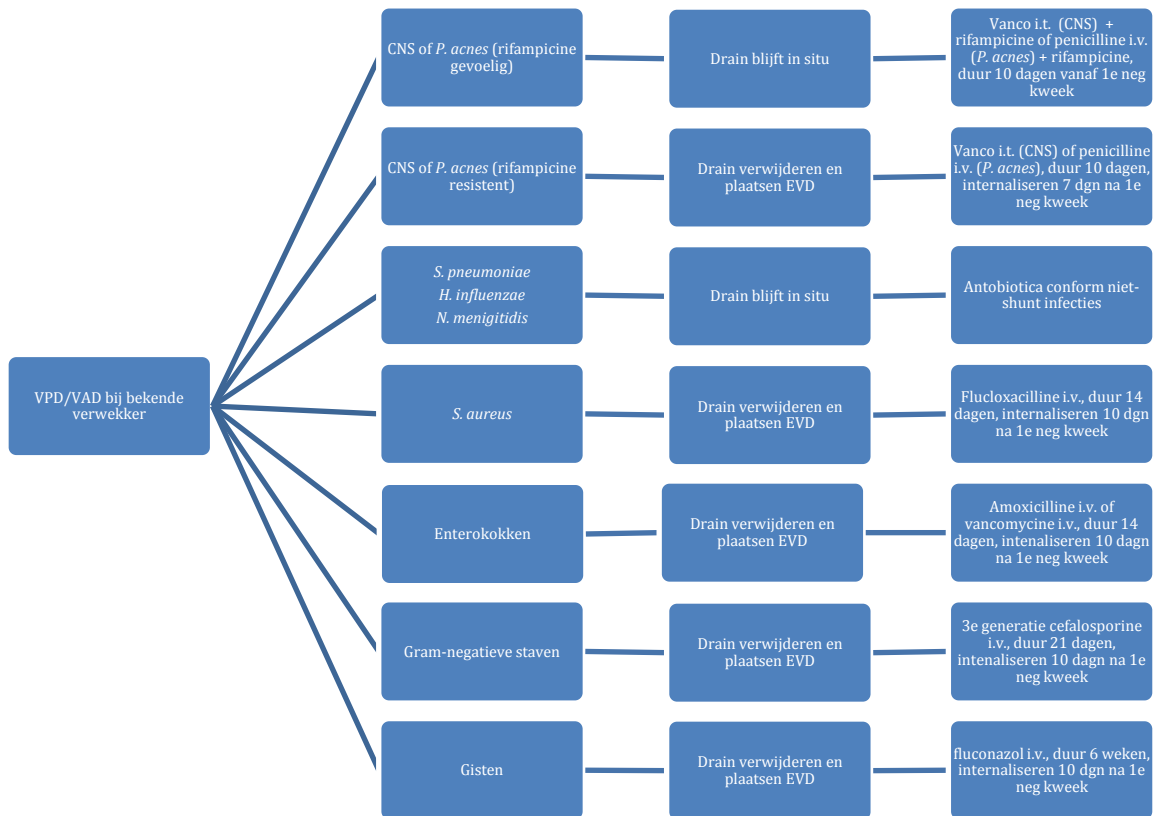 CNS of P. acnes (rifampicine
gevoelig)
Drain blijft in situ
Vanco i.t. (CNS) +
rifampicine of penicilline i.v.
(P. acnes) + rifampicine,
duur 10 dagen vanaf 1e neg
kweek
CNS of P. acnes (rifampicine
resistent)
Drain verwijderen en
plaatsen EVD
Vanco i.t. (CNS) of penicilline
i.v. (P. acnes), duur 10 dagen,
internaliseren 7 dgn na 1e
neg kweek
S. pneumoniae
H. influenzae
N. menigitidis
Drain blijft in situ
Antobiotica conform niet-
shunt infecties
VPD/VAD bij bekende
verwekker
S. aureus
Drain verwijderen en
plaatsen EVD
Flucloxacilline i.v., duur 14
dagen, internaliseren 10 dgn
na 1e neg kweek
Enterokokken
Drain verwijderen en
plaatsen EVD
Amoxicilline i.v. of
vancomycine i.v., duur 14
dagen, intenaliseren 10 dagn
na 1e neg kweek
Gram-negatieve staven
Drain verwijderen en
plaatsen EVD
3e generatie cefalosporine
i.v., duur 21 dagen,
intenaliseren 10 dagn na 1e
neg kweek
Gisten
Drain verwijderen en
plaatsen EVD
fluconazol i.v., duur 6 weken,
internaliseren 10 dgn na 1e
neg kweek